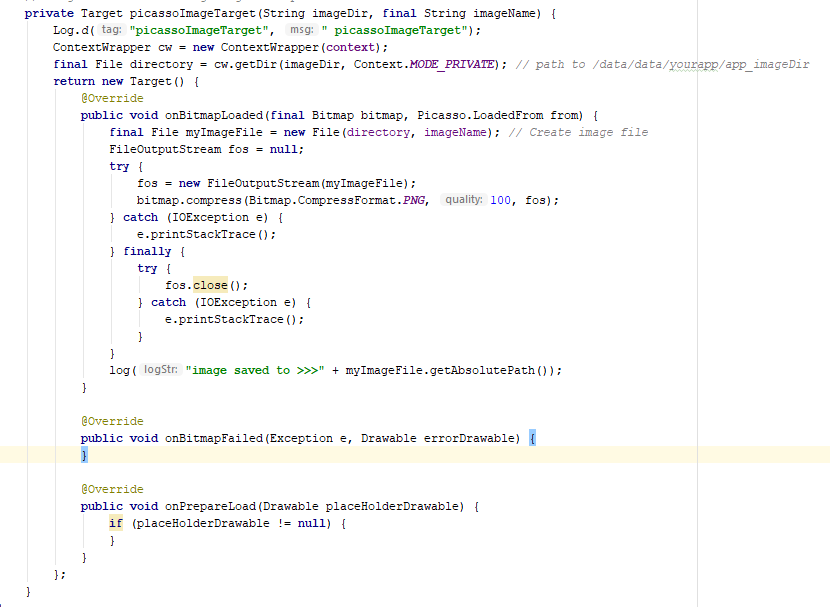 private Target picassoImageTarget(String imageDir, final String imageName) {
Log.d( tag: "picassoImageTarget", msg: " picassoImageTarget");
ContextWrapper cw = new ContextWrapper(context);
final File directory = cw.getDir(imageDir, Context.MODE_PRIVATE); // path to /data/data/yourapp/app_imageDir
return new Target() {
@Override
public void onBitmapLoaded(final Bitmap bitmap, Picasso.LoadedFrom from) {
final File myImageFile = new File(directory, imageName); // Create image file
FileOutputStream fos = null;
try {
fos = new FileOutputStream(myImageFile);
bitmap.compress(Bitmap.CompressFormat.PNG, quality: 100, fos);
} catch (IOException e) {
e.printStackTrace();
} finally {
try {
fos.close();
} catch (IOException e) {
e.printStackTrace();
}
}
log( logStr: "image saved to >>>" + myImageFile.getAbsolutePath());
}
@Override
public void onBitmapFailed(Exception e, Drawable errorDrawable) {
}
@Override
public void onPrepareLoad(Drawable placeHolderDrawable) {
if (placeHolderDrawable != null) {
}
}
};
}